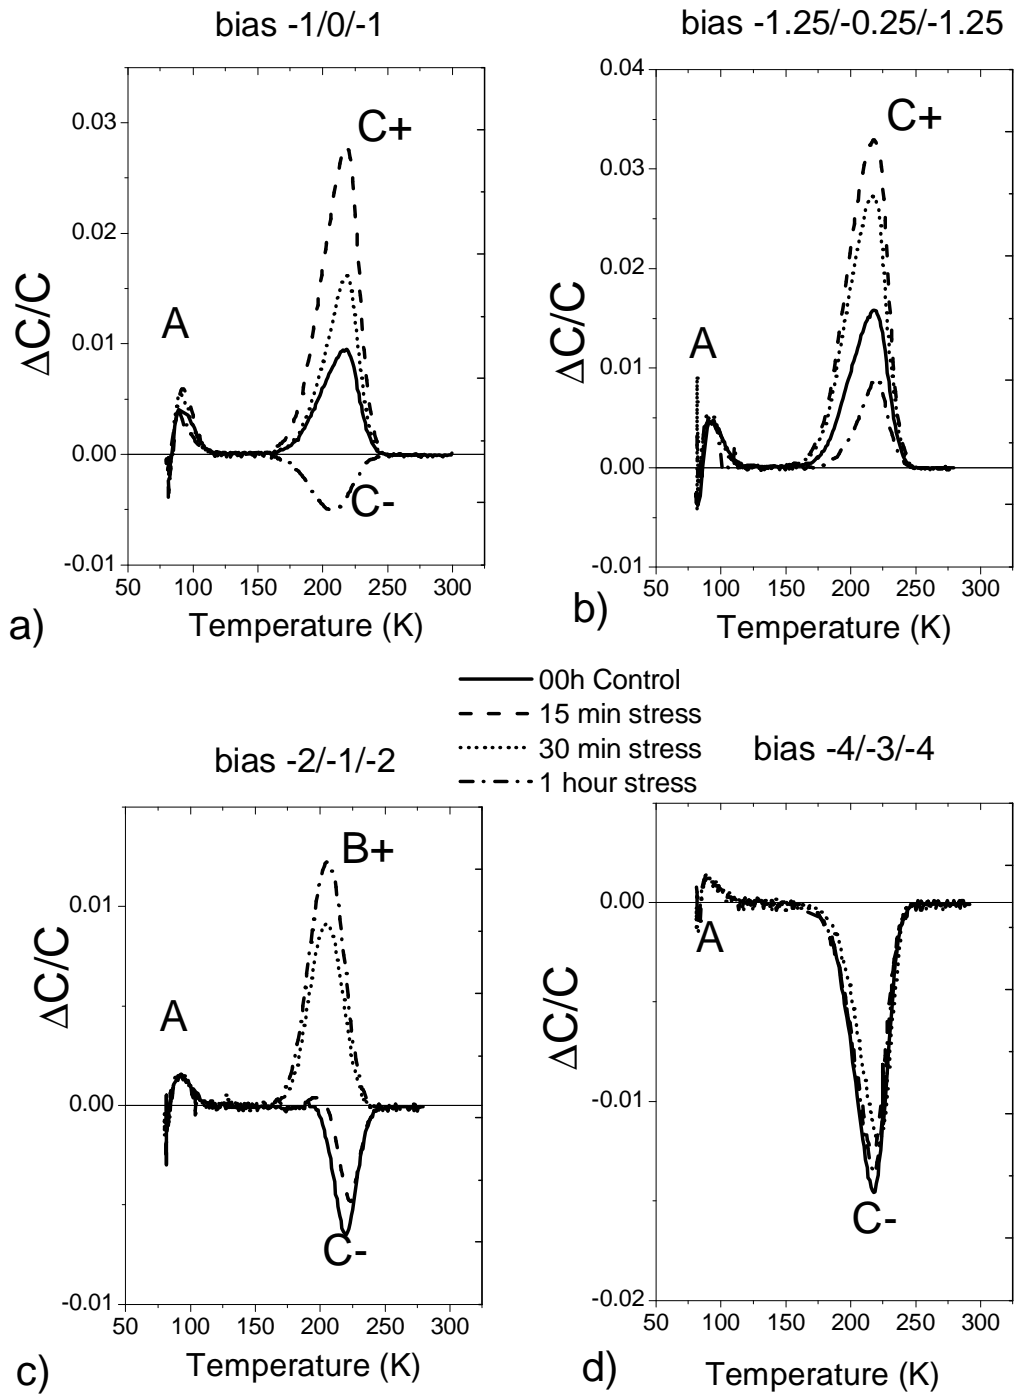 bias -1/0/-1
C+
A
C-
ΔC/C
0.03
0.02
0.01
0.00
-0.01
50 100 150 200 250 300
Temperature (K)
a)
bias -1.25/-0.25/-1.25
C+
A
ΔC/C
0.04
0.03
0.02
0.01
0.00
-0.01
50 100 150 200 250 300
Temperature (K)
b)
00h Control
15 min stress
30 min stress
1 hour stress
bias -2/-1/-2
B+
A
C-
ΔC/C
0.01
0.00
-0.01
50 100 150 200 250 300
Temperature (K)
c)
bias -4/-3/-4
A
C-
ΔC/C
0.00
-0.01
-0.02
50 100 150 200 250 300
Temperature (K)
d)